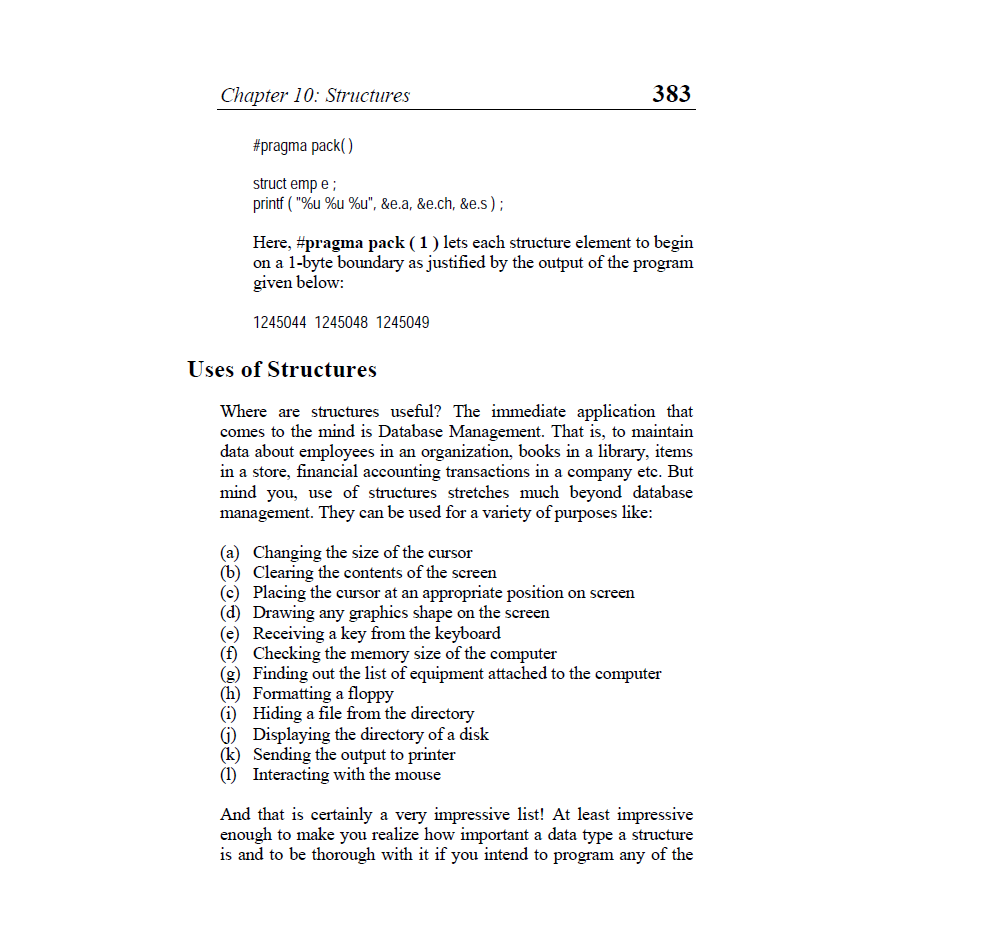 Chapter 10: Structures 383
#pragma pack( )
struct emp e ;
printf ( "%u %u %u", &e.a, &e.ch, &e.s ) ;
Here, #pragma pack ( 1 ) lets each structure element to begin
on a 1-byte boundary as justified by the output of the program
given below:
1245044 1245048 1245049
Uses of Structures
Where are structures useful? The immediate application that
comes to the mind is Database Management. That is, to maintain
data about employees in an organization, books in a library, items
in a store, financial accounting transactions in a company etc. But
mind you, use of structures stretches much beyond database
management. They can be used for a variety of purposes like:
(a) Changing the size of the cursor
(b) Clearing the contents of the screen
(c) Placing the cursor at an appropriate position on screen
(d) Drawing any graphics shape on the screen
(e) Receiving a key from the keyboard
(f) Checking the memory size of the computer
(g) Finding out the list of equipment attached to the computer
(h) Formatting a floppy
(i) Hiding a file from the directory
(j) Displaying the directory of a disk
(k) Sending the output to printer
(l) Interacting with the mouse
And that is certainly a very impressive list! At least impressive
enough to make you realize how important a data type a structure
is and to be thorough with it if you intend to program any of the